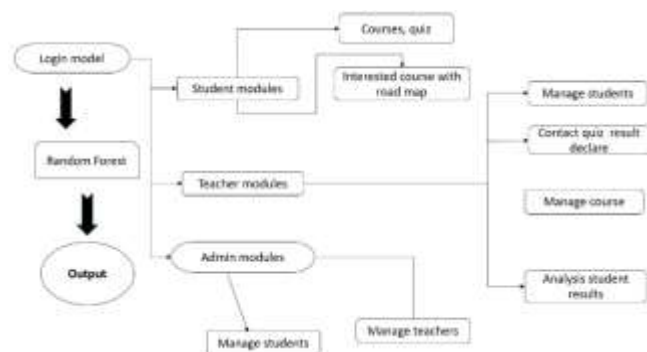 Login model
Random Forest
Output
Courses, quiz
Student modules
Interested course with
road map
Teacher modules
Admin modules
Manage students
Manage teachers
Manage students
Contact quiz result
declare
Manage course
Analysis student
results